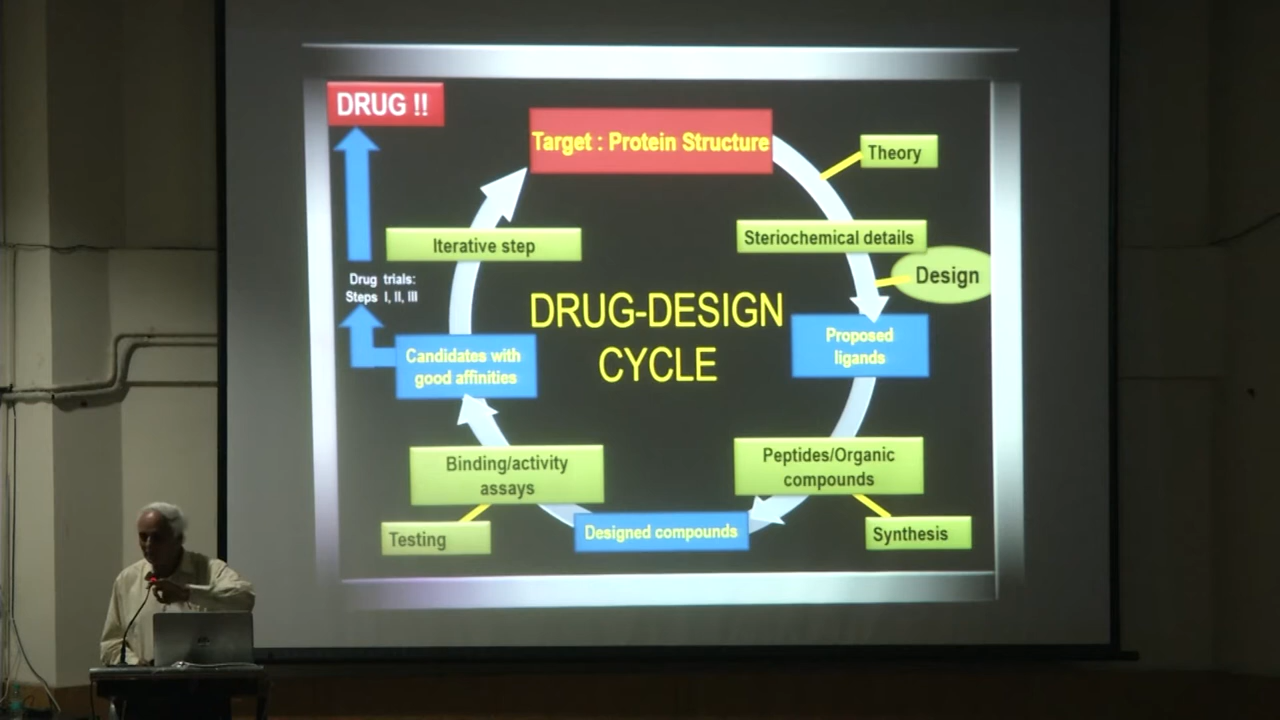 DRUG !!
Target : Protein Structure
Theory
Steriochemical details
Design
Iterative step
Drug trials:
Steps I, II, III
DRUG-DESIGN
CYCLE
Proposed
ligands
Candidates with
good affinities
Peptides/Organic
compounds
Binding/activity
assays
Designed compounds
Synthesis
Testing